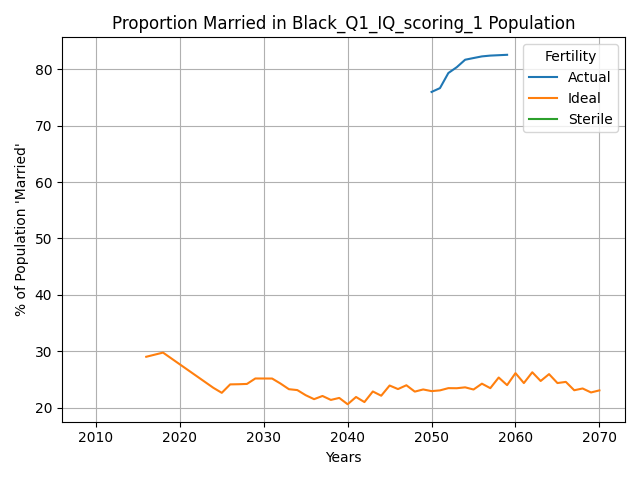 Proportion Married in Black_Q1_IQ_scoring_1 Population
Fertility
Actual
Ideal
Sterile
% of Population 'Married'
80
70
60
50
40
30
20
2010 2020 2030 2040 2050 2060 2070
Years